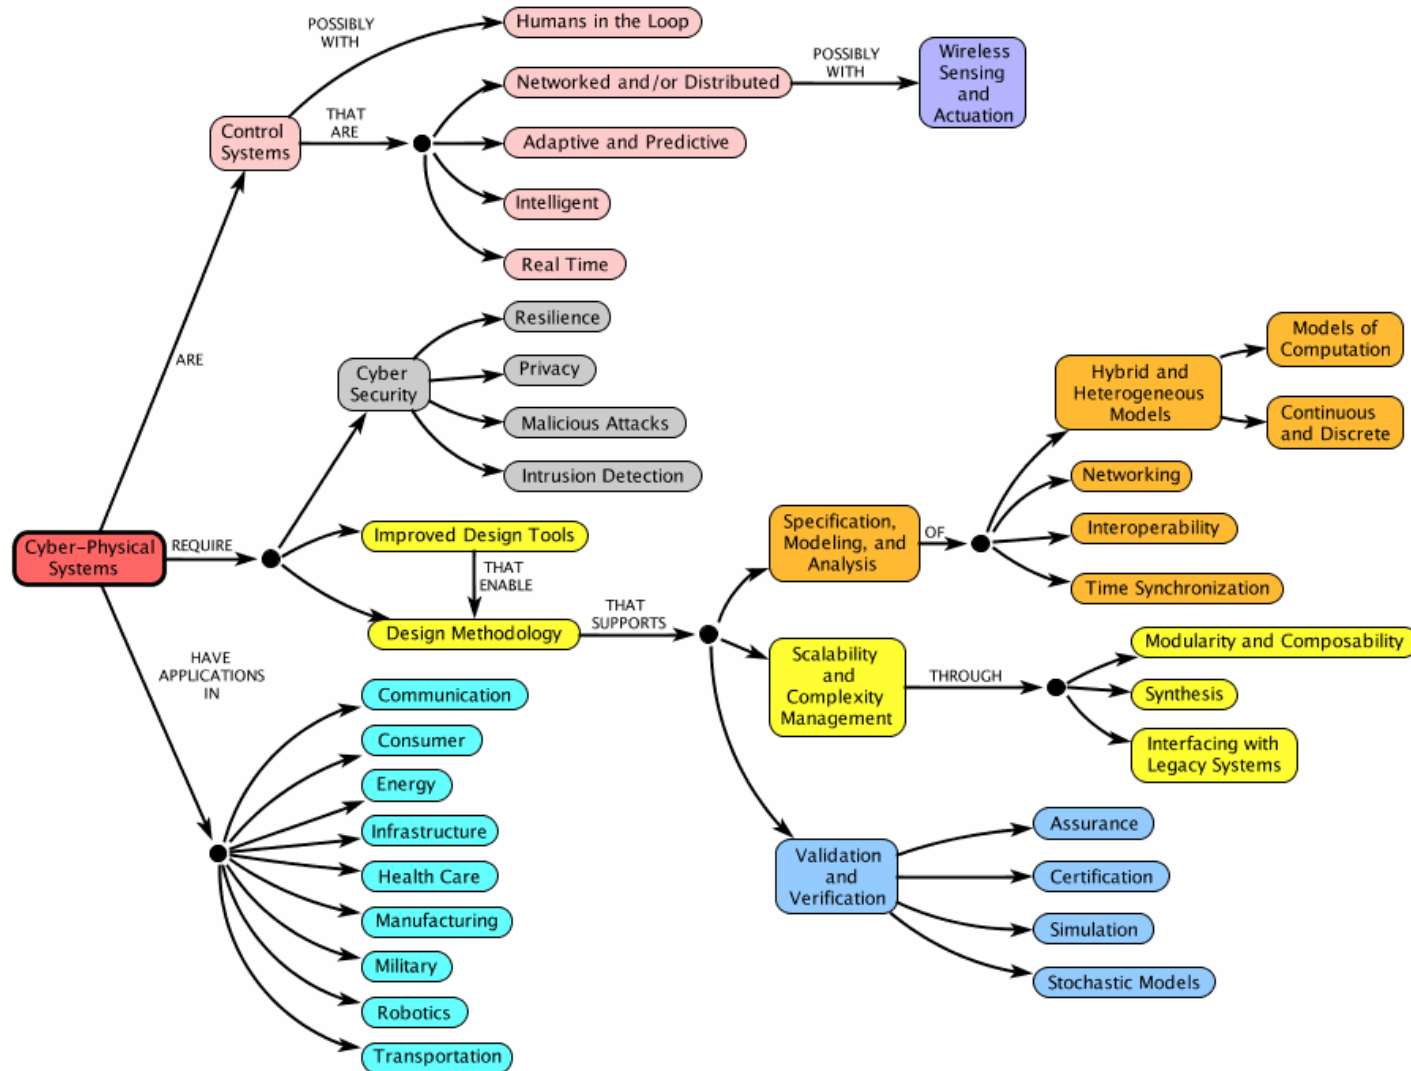 POSSIBLY
WITH
Humans in the Loop
Networked and/or Distributed
POSSIBLY
WITH
Wireless
Sensing
and
Actuation
Control
Systems
THAT
ARE
Adaptive and Predictive
Intelligent
Real Time
ARE
Cyber
Security
Resilience
Privacy
Malicious Attacks
Intrusion Detection
Cyber-Physical
Systems
REQUIRE
Improved Design Tools
THAT
ENABLE
Design Methodology
THAT
SUPPORTS
Specification,
Modeling, and
Analysis
OF
Hybrid and
Heterogeneous
Models
Models of
Computation
Continuous
and Discrete
Networking
Interoperability
Time Synchronization
Scalability
and
Complexity
Management
THROUGH
Modularity and Composability
Synthesis
Interfacing with
Legacy Systems
Validation
and
Verification
Assurance
Certification
Simulation
Stochastic Models
HAVE
APPLICATIONS
IN
Communication
Consumer
Energy
Infrastructure
Health Care
Manufacturing
Military
Robotics
Transportation